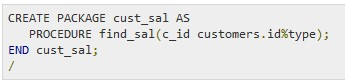 CREATE PACKAGE cust_sal AS
   PROCEDURE find_sal(c_id customers.id%type);
END cust_sal;
/